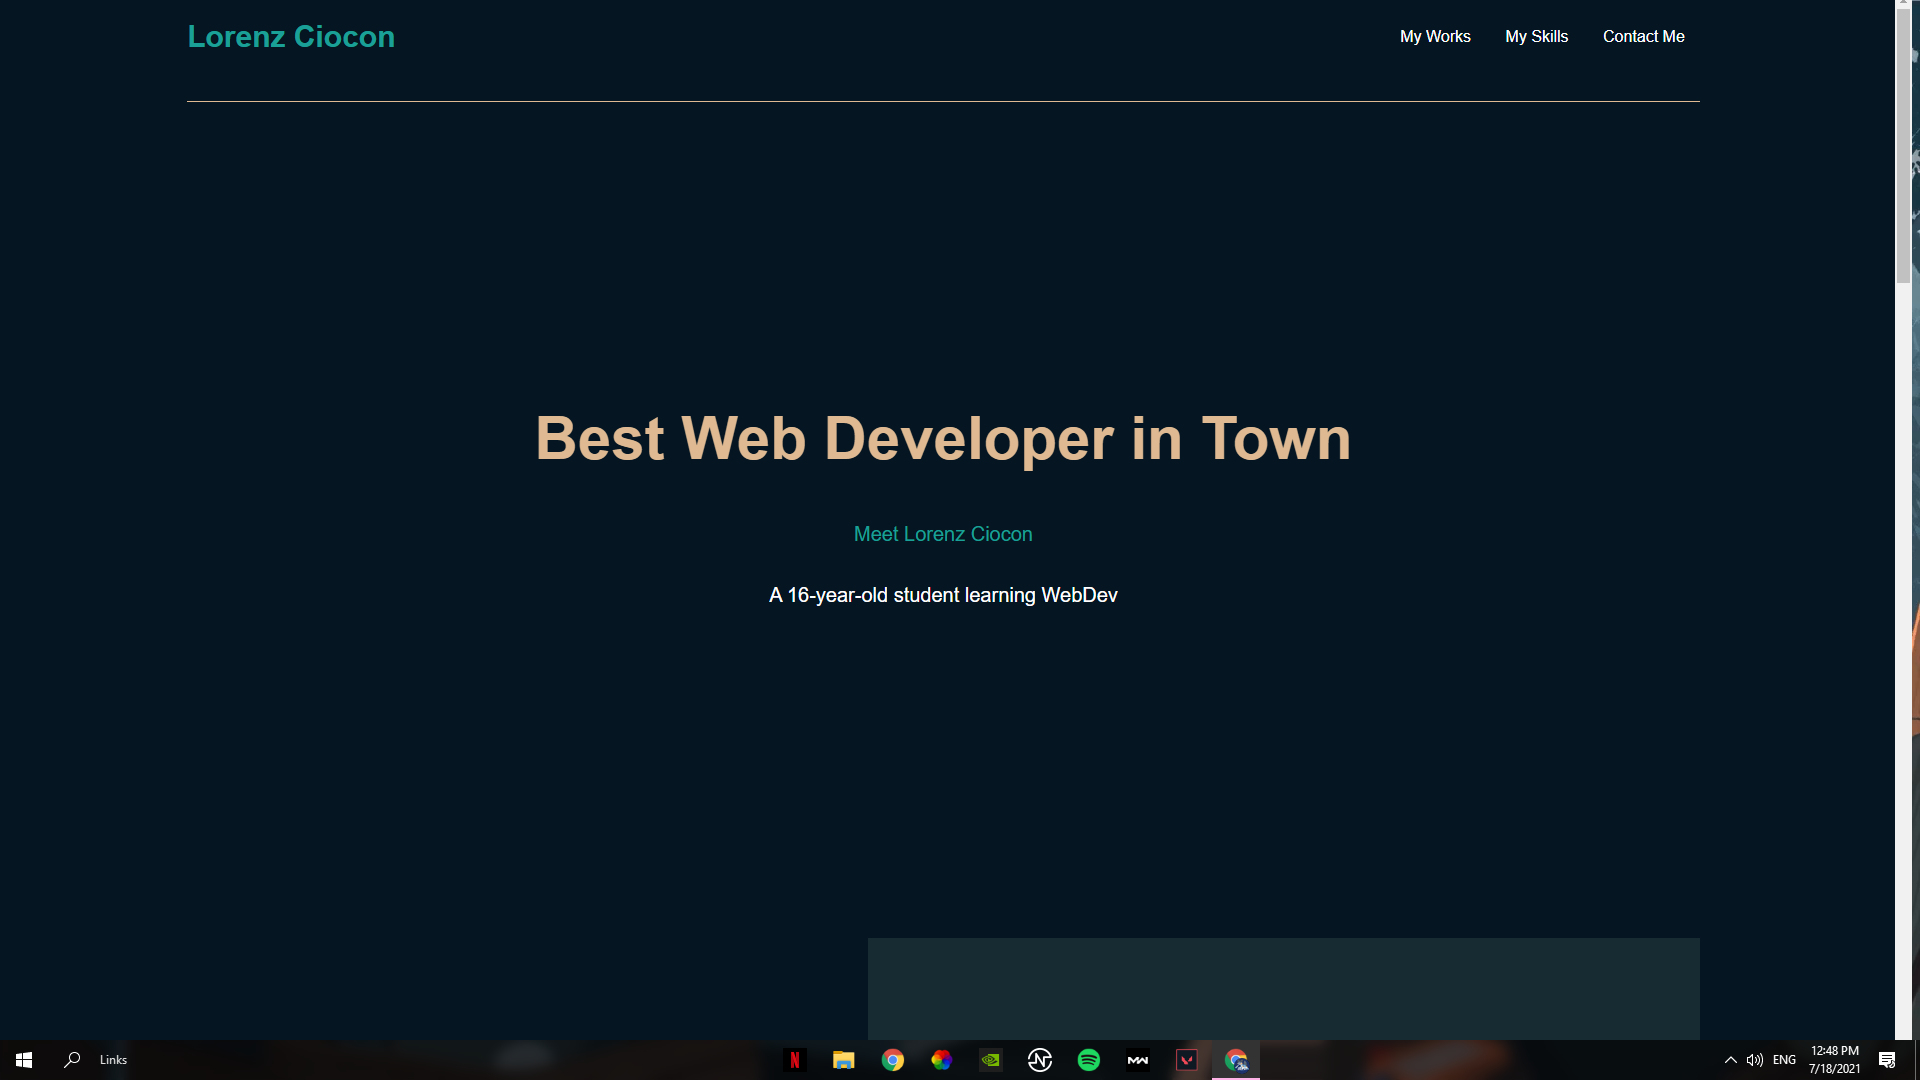 Lorenz Ciocon
My Works
My Skills
Contact Me
Best Web Developer in Town
Meet Lorenz Ciocon
A 16-year-old student learning WebDev
Links
N
MW
ENG
12:48 PM
7/18/2021